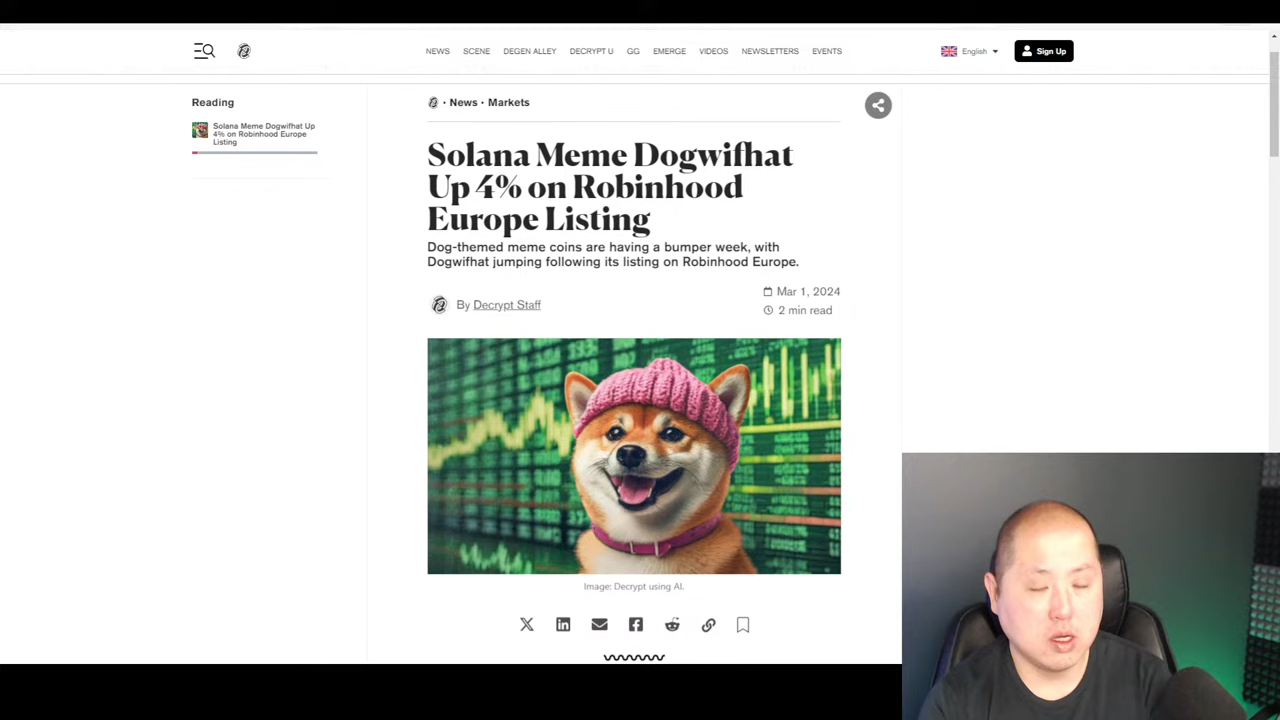 NEWS SCENE DEGEN ALLEY DECRYPT U GG EMERGE VIDEOS NEWSLETTERS EVENTS
English
Sign Up
Reading
Solana Meme Dogwifhat Up
4% on Robinhood Europe
Listing
· News · Markets
Solana Meme Dogwifhat
Up 4% on Robinhood
Europe Listing
Dog-themed meme coins are having a bumper week, with
Dogwifhat jumping following its listing on Robinhood Europe.
By Decrypt Staff
Mar 1, 2024
2 min read
Image: Decrypt using AI.